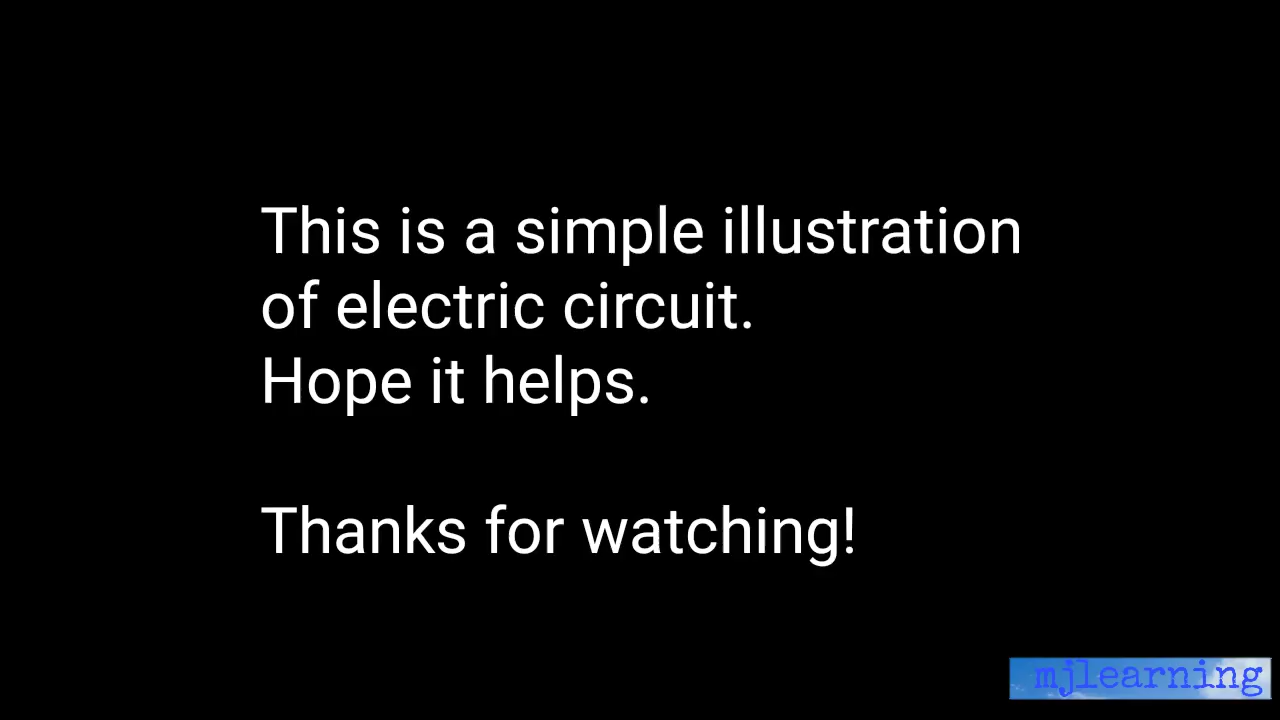 This is a simple illustration
of electric circuit.
Hope it helps.
Thanks for watching!
mjlearning